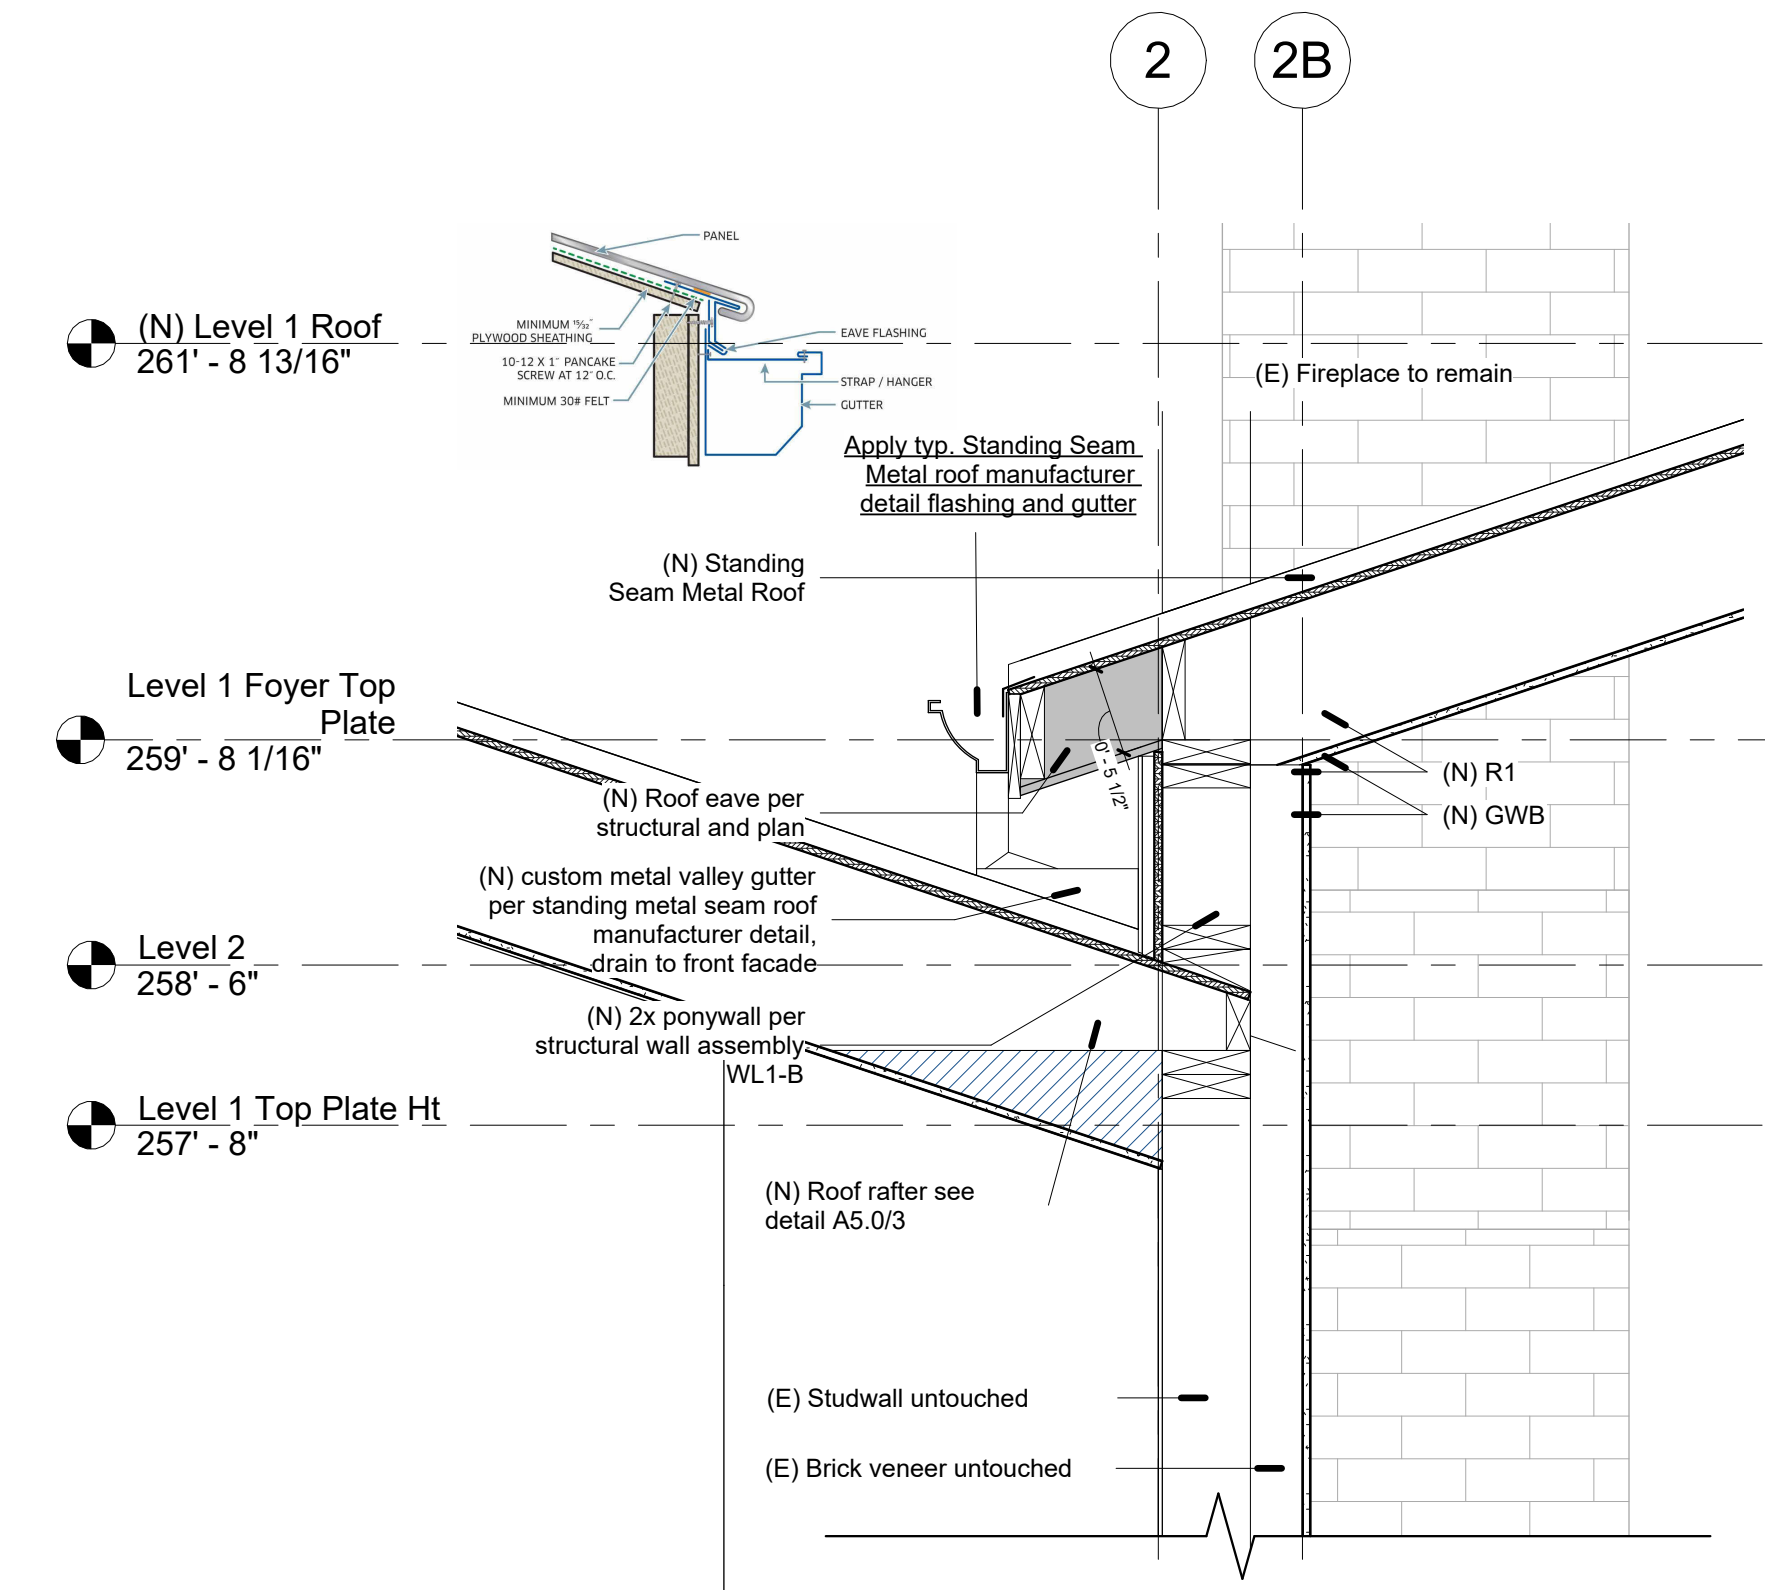 2
2B
PANEL
MINIMUM 15/32"
PLYWOOD SHEATHING
10-12 X 1" PANCAKE
SCREW AT 12" O.C.
MINIMUM 30# FELT
EAVE FLASHING
STRAP / HANGER
GUTTER
(N) Level 1 Roof
261' - 8 13/16"
(E) Fireplace to remain
Apply typ. Standing Seam
Metal roof manufacturer
detail flashing and gutter
(N) Standing
Seam Metal Roof
Level 1 Foyer Top
Plate
259' - 8 1/16"
0' - 5 1/2"
(N) R1
(N) GWB
(N) Roof eave per
structural and plan
(N) custom metal valley gutter
per standing metal seam roof
manufacturer detail,
drain to front facade
Level 2
258' - 6"
(N) 2x ponywall per
structural wall assembly
WL1-B
Level 1 Top Plate Ht
257' - 8"
(N) Roof rafter see
detail A5.0/3
(E) Studwall untouched
(E) Brick veneer untouched